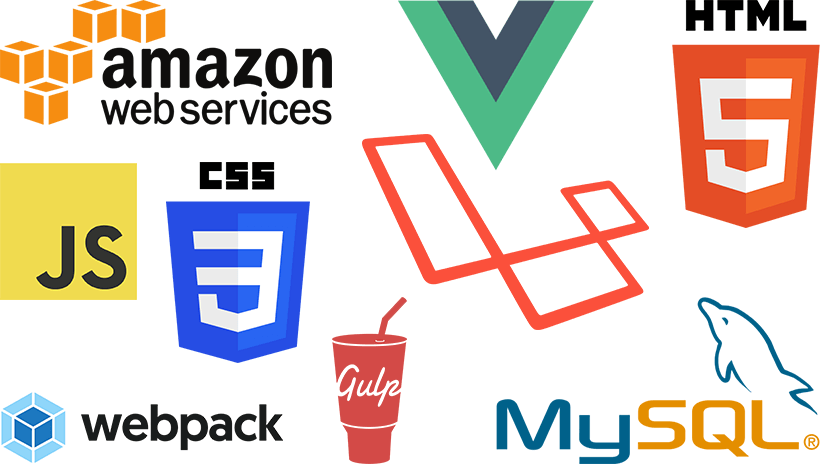 amazon
web services
HTML
5
JS
CSS
3
Gulp
webpack
MySQL®